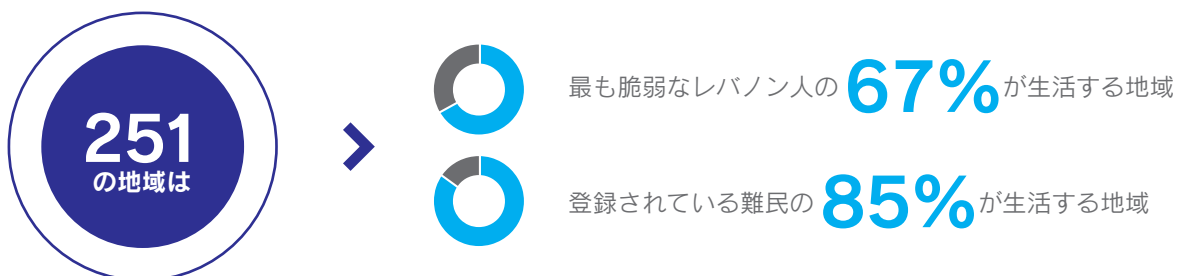 251
の地域は
最も脆弱なレバノン人の67%が生活する地域
登録されている難民の85%が生活する地域